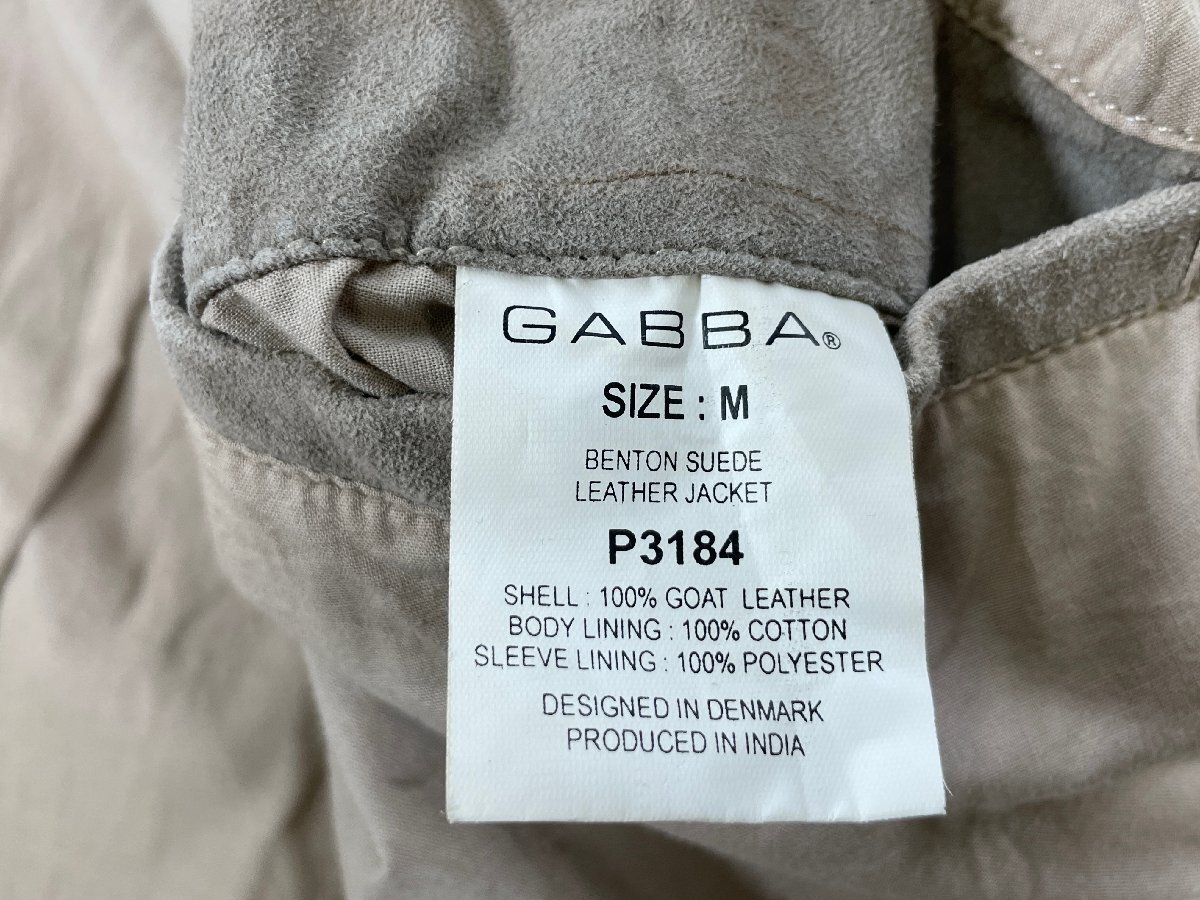 GABBA®
SIZE : M
BENTON SUEDE
LEATHER JACKET
P3184
SHELL : 100% GOAT LEATHER
BODY LINING : 100% COTTON
SLEEVE LINING : 100% POLYESTER
DESIGNED IN DENMARK
PRODUCED IN INDIA